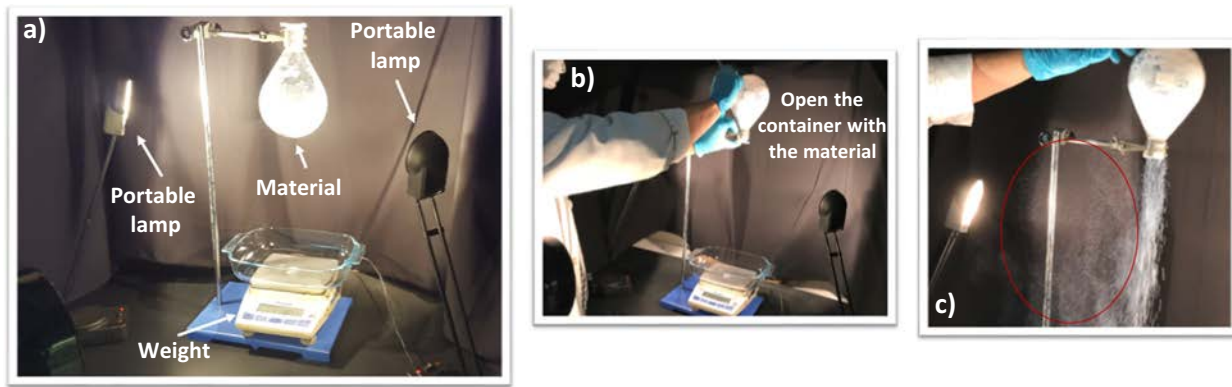 a)
Portable
lamp
Portable
lamp
Material
Weight
b)
Open the
container with
the material
c)